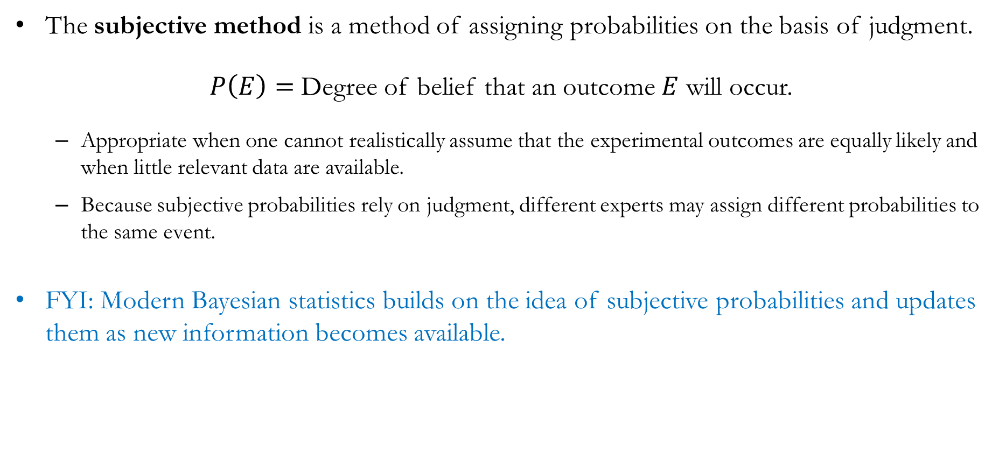 • The subjective method is a method of assigning probabilities on the basis of judgment.
P(E) = Degree of belief that an outcome E will occur.
– Appropriate when one cannot realistically assume that the experimental outcomes are equally likely and
when little relevant data are available.
– Because subjective probabilities rely on judgment, different experts may assign different probabilities to
the same event.
• FYI: Modern Bayesian statistics builds on the idea of subjective probabilities and updates
them as new information becomes available.